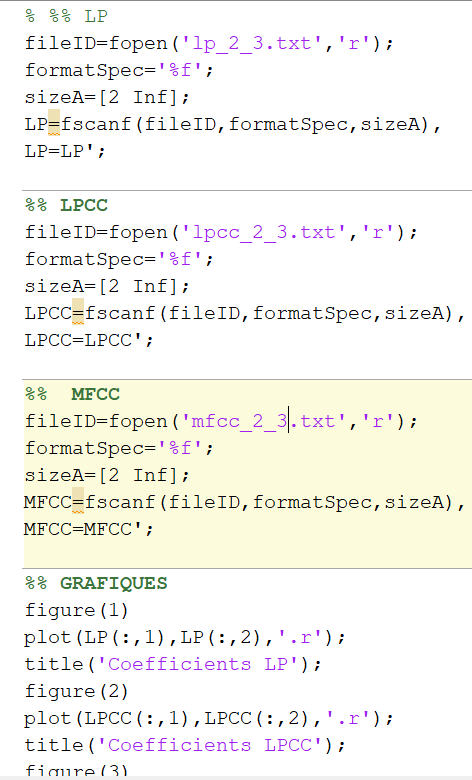 % %% LP
fileID=fopen('lp_2_3.txt','r');
formatSpec='%f';
sizeA=[2 Inf];
LP=fscanf(fileID,formatSpec,sizeA),
LP=LP';
%% LPCC
fileID=fopen('lpcc_2_3.txt','r');
formatSpec='%f';
sizeA=[2 Inf];
LPCC=fscanf(fileID,formatSpec,sizeA),
LPCC=LPCC';
%%  MFCC
fileID=fopen('mfcc_2_3.txt','r');
formatSpec='%f';
sizeA=[2 Inf];
MFCC=fscanf(fileID,formatSpec,sizeA),
MFCC=MFCC';
%% GRAFIQUES
figure(1)
plot(LP(:,1),LP(:,2),'.r');
title('Coefficients LP');
figure(2)
plot(LPCC(:,1),LPCC(:,2),'.r');
title('Coefficients LPCC');
figure(3)